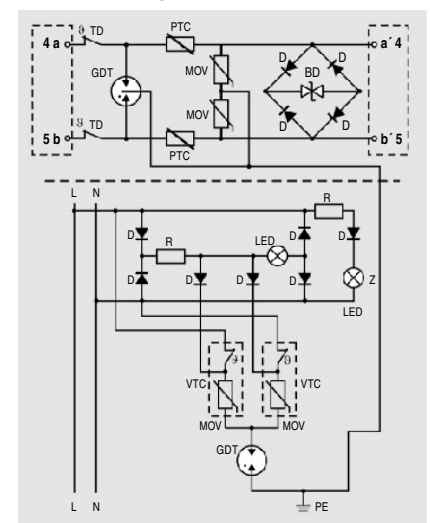 PTC
4 a ϑ TD a´ 4
GDT MOV D BD D
MOV D D
5 b ϑ TD PTC b´ 5
L N
R
D R LED D D
D D D D Z
LED
ϑ ϑ
VTC VTC
MOV MOV
GDT
L N PE